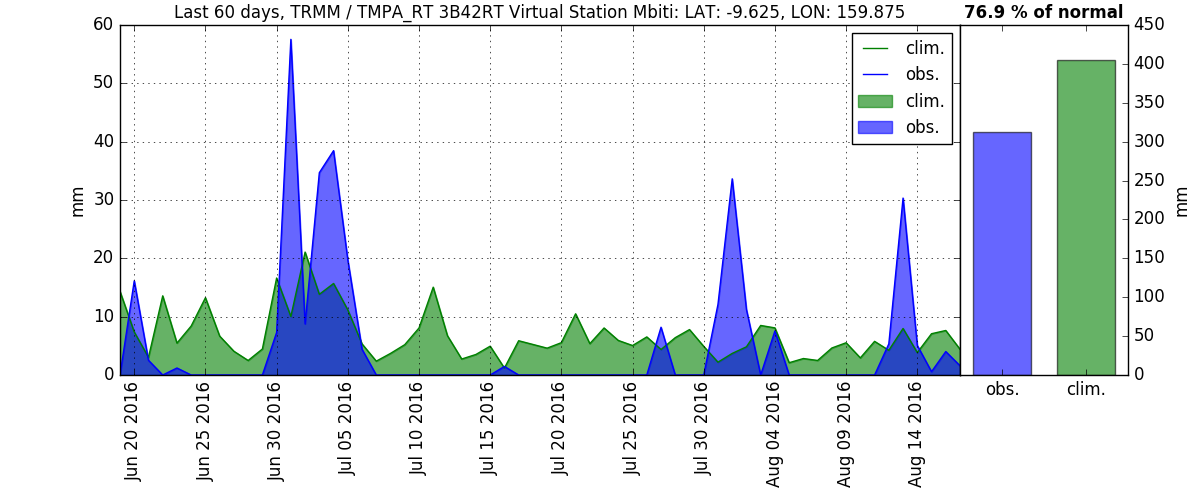 Last 60 days, TRMM / TMPA_RT 3B42RT Virtual Station Mbiti: LAT: -9.625, LON: 159.875
76.9 % of normal
60
50
40
30
20
10
0
mm
clim.
obs.
clim.
obs.
Jun 20 2016
Jun 25 2016
Jun 30 2016
Jul 05 2016
Jul 10 2016
Jul 15 2016
Jul 20 2016
Jul 25 2016
Jul 30 2016
Aug 04 2016
Aug 09 2016
Aug 14 2016
450
400
350
300
250
200
150
100
50
0
mm
obs.
clim.